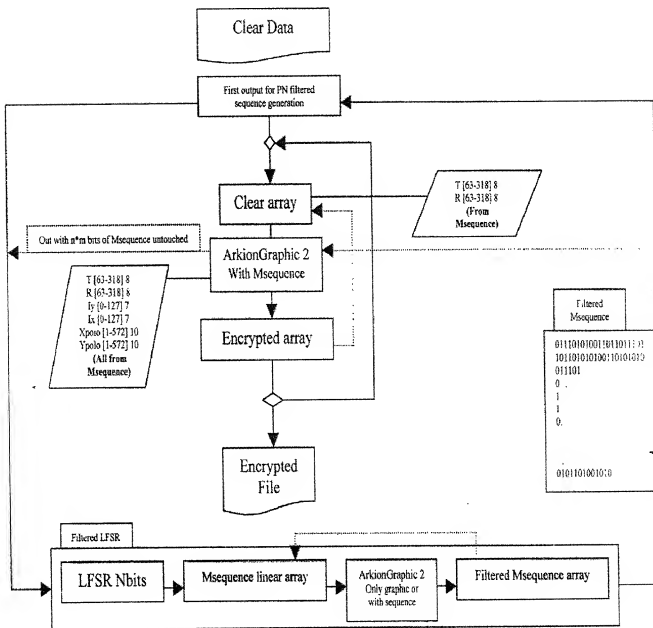 Clear Data
First output for PN filtered
sequence generation
Clear array
T [63-318] 8
R [63-318] 8
(From
Msequence)
Out with n*m bits of Msequence untouched
ArkionGraphic 2
With Msequence
T [63-318] 8
R [63-318] 8
Iy [0-127] 7
Ix [0-127] 7
Xpolo [1-572] 10
Ypolo [1-572] 10
(All from
Msequence)
Encrypted array
Filtered
Msequence
10110101010011010101010
011101
0 .
1
1
0.
.
0101101001010
Encrypted
File
Filtered LFSR
LFSR Nbits
Msequence linear array
ArkionGraphic 2
Only graphic or
with sequence
Filtered Msequence array